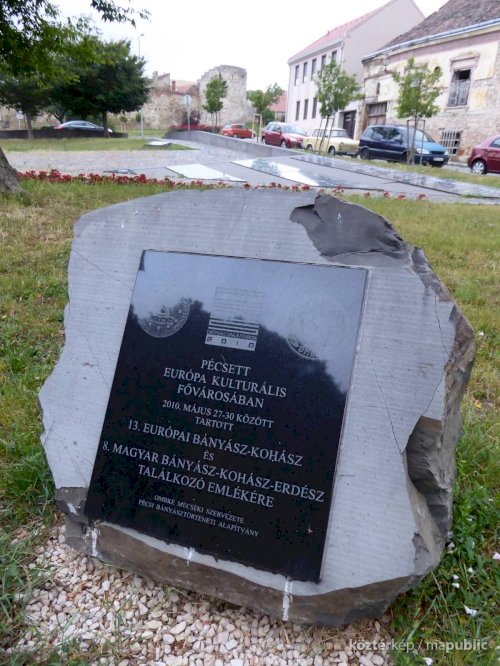 PÉCSETT
EURÓPA KULTURÁLIS
FŐVÁROSÁBAN
2010. MÁJUS 27-30 KÖZÖTT
TARTOTT
13. EURÓPAI BÁNYÁSZ-KOHÁSZ
ÉS
8. MAGYAR BÁNYÁSZ-KOHÁSZ-ERDÉSZ
TALÁLKOZÓ EMLÉKÉRE
OMBKE MECSEKI SZERVEZETE
PÉCSI BÁNYÁSZTÖRTÉNETI ALAPÍTVÁNY
köztérkép / mapublic